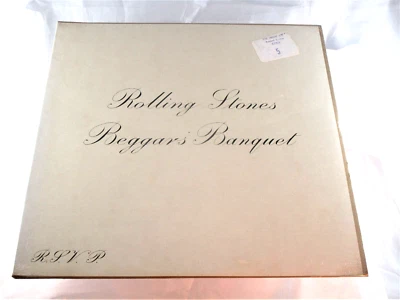 Rolling Stones
Beggars Banquet
R.S.V.P.